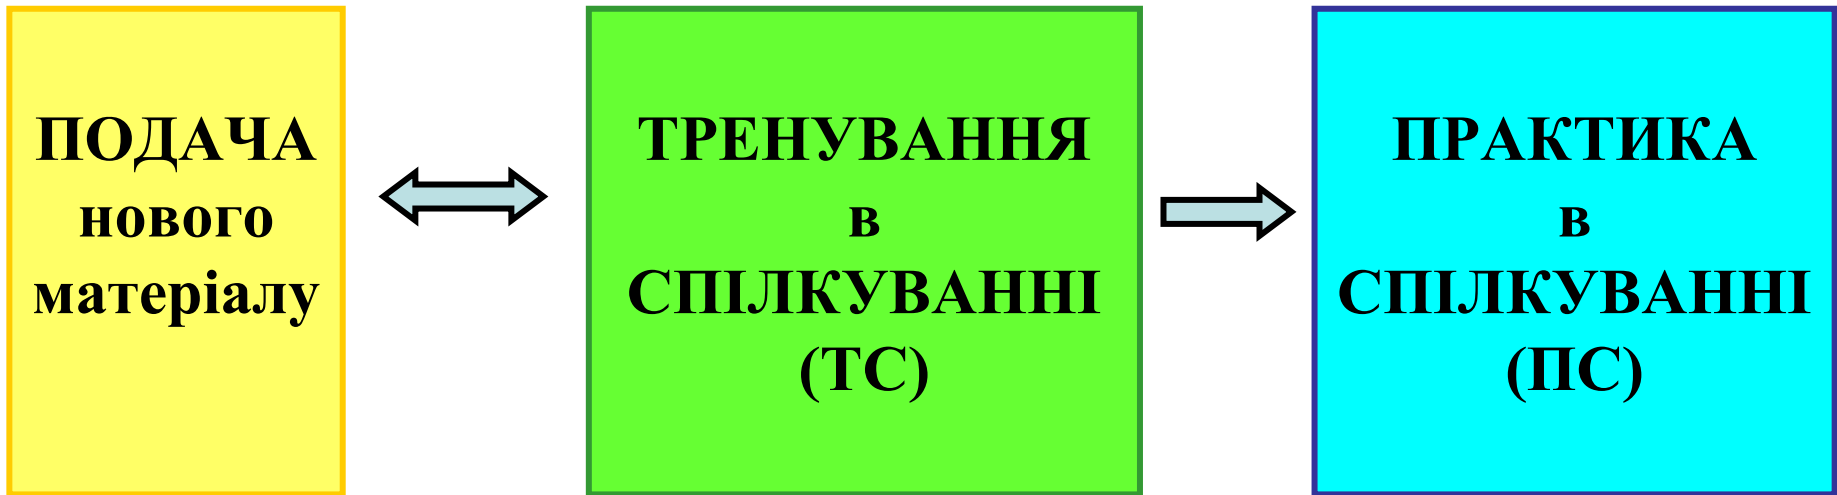 ПОДАЧА
нового
матеріалу
ТРЕНУВАННЯ
в
СПІЛКУВАННІ
(ТС)
ПРАКТИКА
в
СПІЛКУВАННІ
(ПС)